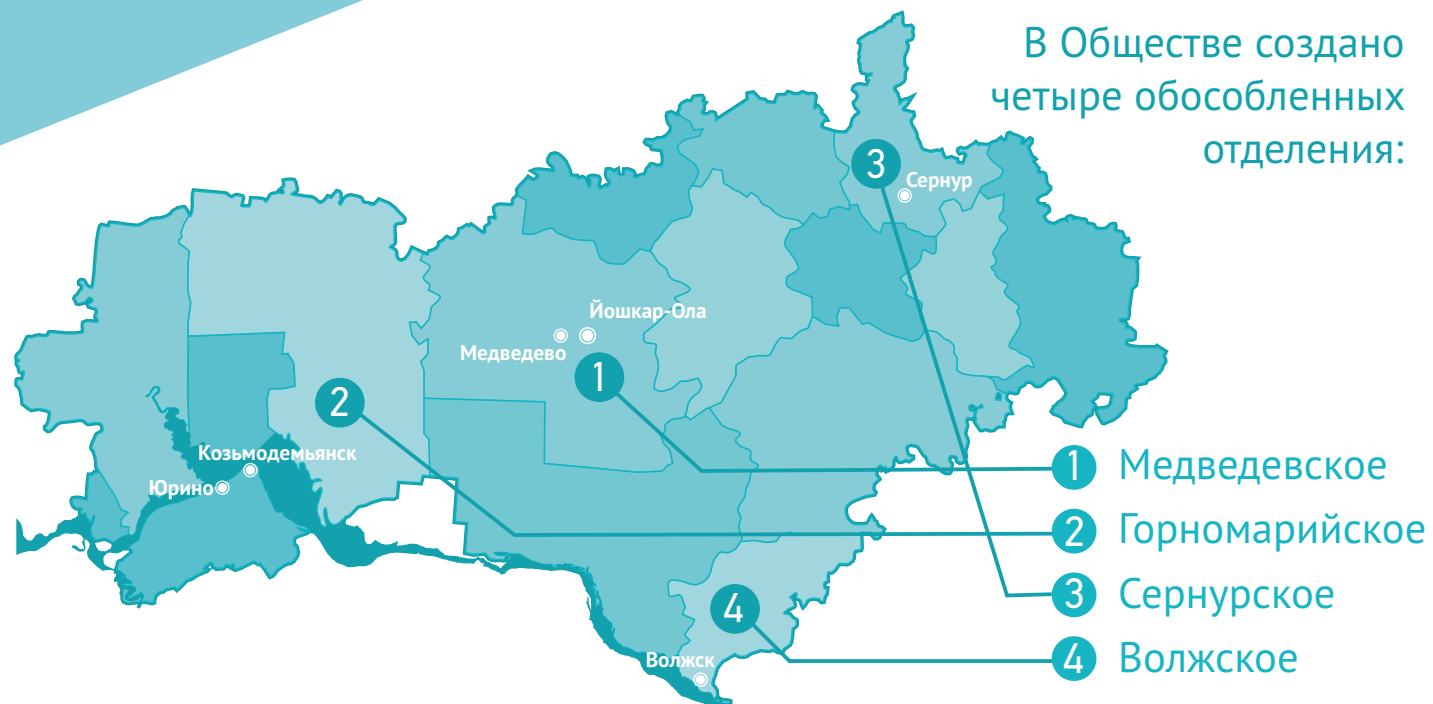 В Обществе создано
четыре обособленных
отделения:
3
Сернур
Йошкар-Ола
Медведево
1
2
Козьмодемьянск
Юрино
4
Волжск
1 Медведевское
2 Горномарийское
3 Сернурское
4 Волжское